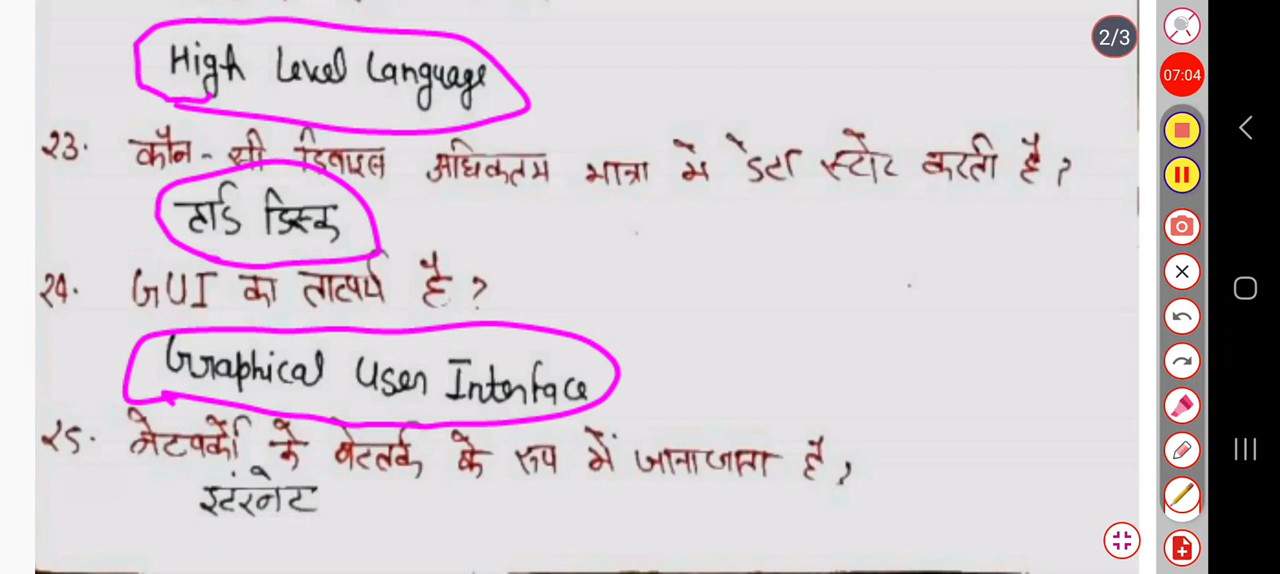 High Level Language
2/3
07:04
23. कौन-सी डिवाइस अधिकतम मात्रा में डेटा स्टोर करती है?
हार्ड डिस्क
24. GUI का तात्पर्य है?
Graphical User Interface
25. नेटवर्कों के नेटवर्क के रूप में जाना जाता है,
इंटरनेट